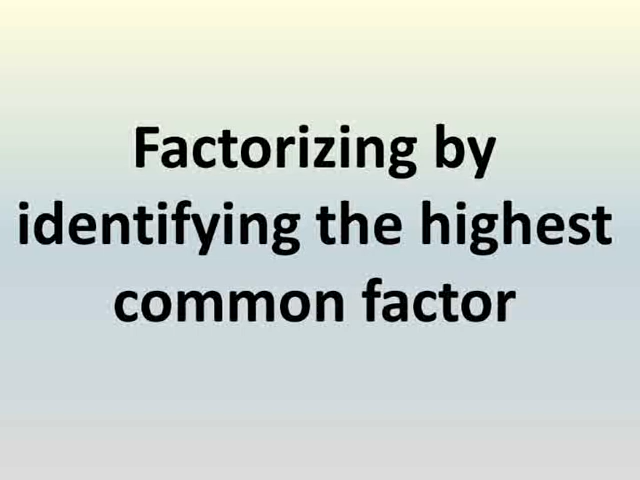 Factorizing by
identifying the highest
common factor